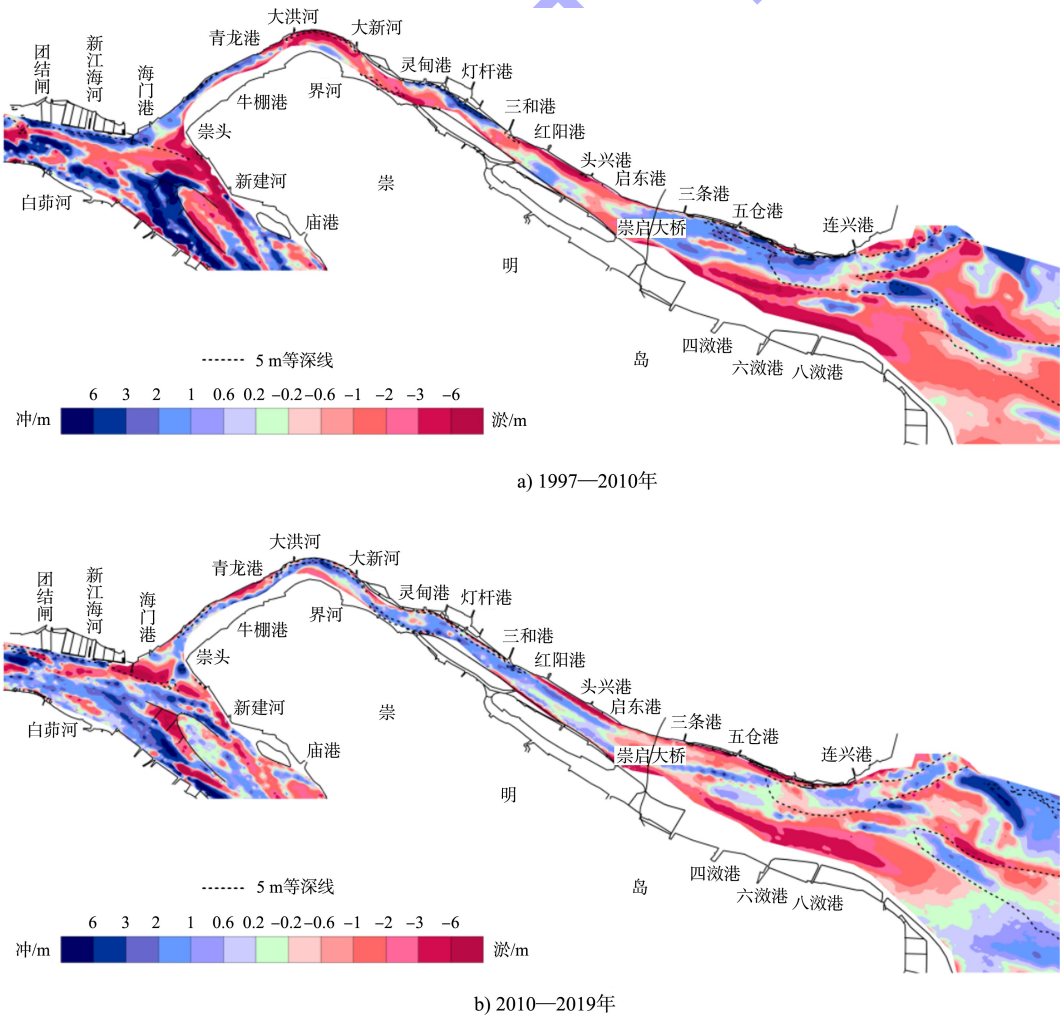 大洪河
大新河
青龙港
灵甸港
灯杆港
团结闸
新江海河
海门港
牛棚港
界河
三和港
红阳港
崇头
头兴港
启东港
白茆河
新建河
崇
三条港
五仓港
庙港
崇启大桥
连兴港
明
岛
四滧港
六滧港
八滧港
5 m等深线
6 3 2 1 0.6 0.2 −0.2 −0.6 −1 −2 −3 −6
冲/m
淤/m
a) 1997—2010年
大洪河
大新河
青龙港
灵甸港
灯杆港
团结闸
新江海河
海门港
牛棚港
界河
三和港
红阳港
崇头
头兴港
启东港
白茆河
新建河
崇
三条港
五仓港
庙港
崇启大桥
连兴港
明
岛
四滧港
六滧港
八滧港
5 m等深线
6 3 2 1 0.6 0.2 −0.2 −0.6 −1 −2 −3 −6
冲/m
淤/m
b) 2010—2019年